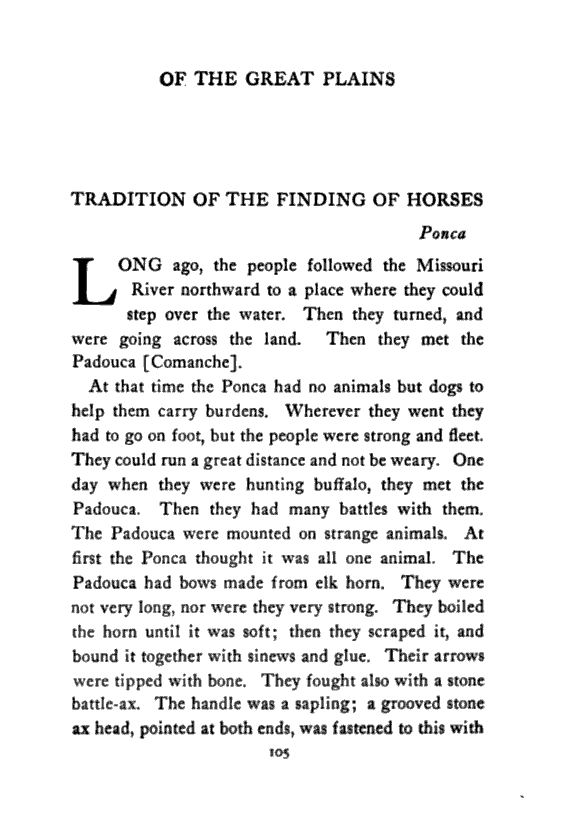 OF THE GREAT PLAINS
TRADITION OF THE FINDING OF HORSES
Ponca
LONG ago, the people followed the Missouri
River northward to a place where they could
step over the water. Then they turned, and
were going across the land. Then they met the
Padouca [Comanche].
At that time the Ponca had no animals but dogs to
help them carry burdens. Wherever they went they
had to go on foot, but the people were strong and fleet.
They could run a great distance and not be weary. One
day when they were hunting buffalo, they met the
Padouca. Then they had many battles with them.
The Padouca were mounted on strange animals. At
first the Ponca thought it was all one animal. The
Padouca had bows made from elk horn. They were
not very long, nor were they very strong. They boiled
the horn until it was soft; then they scraped it, and
bound it together with sinews and glue. Their arrows
were tipped with bone. They fought also with a stone
battle-ax. The handle was a sapling; a grooved stone
ax head, pointed at both ends, was fastened to this with
105